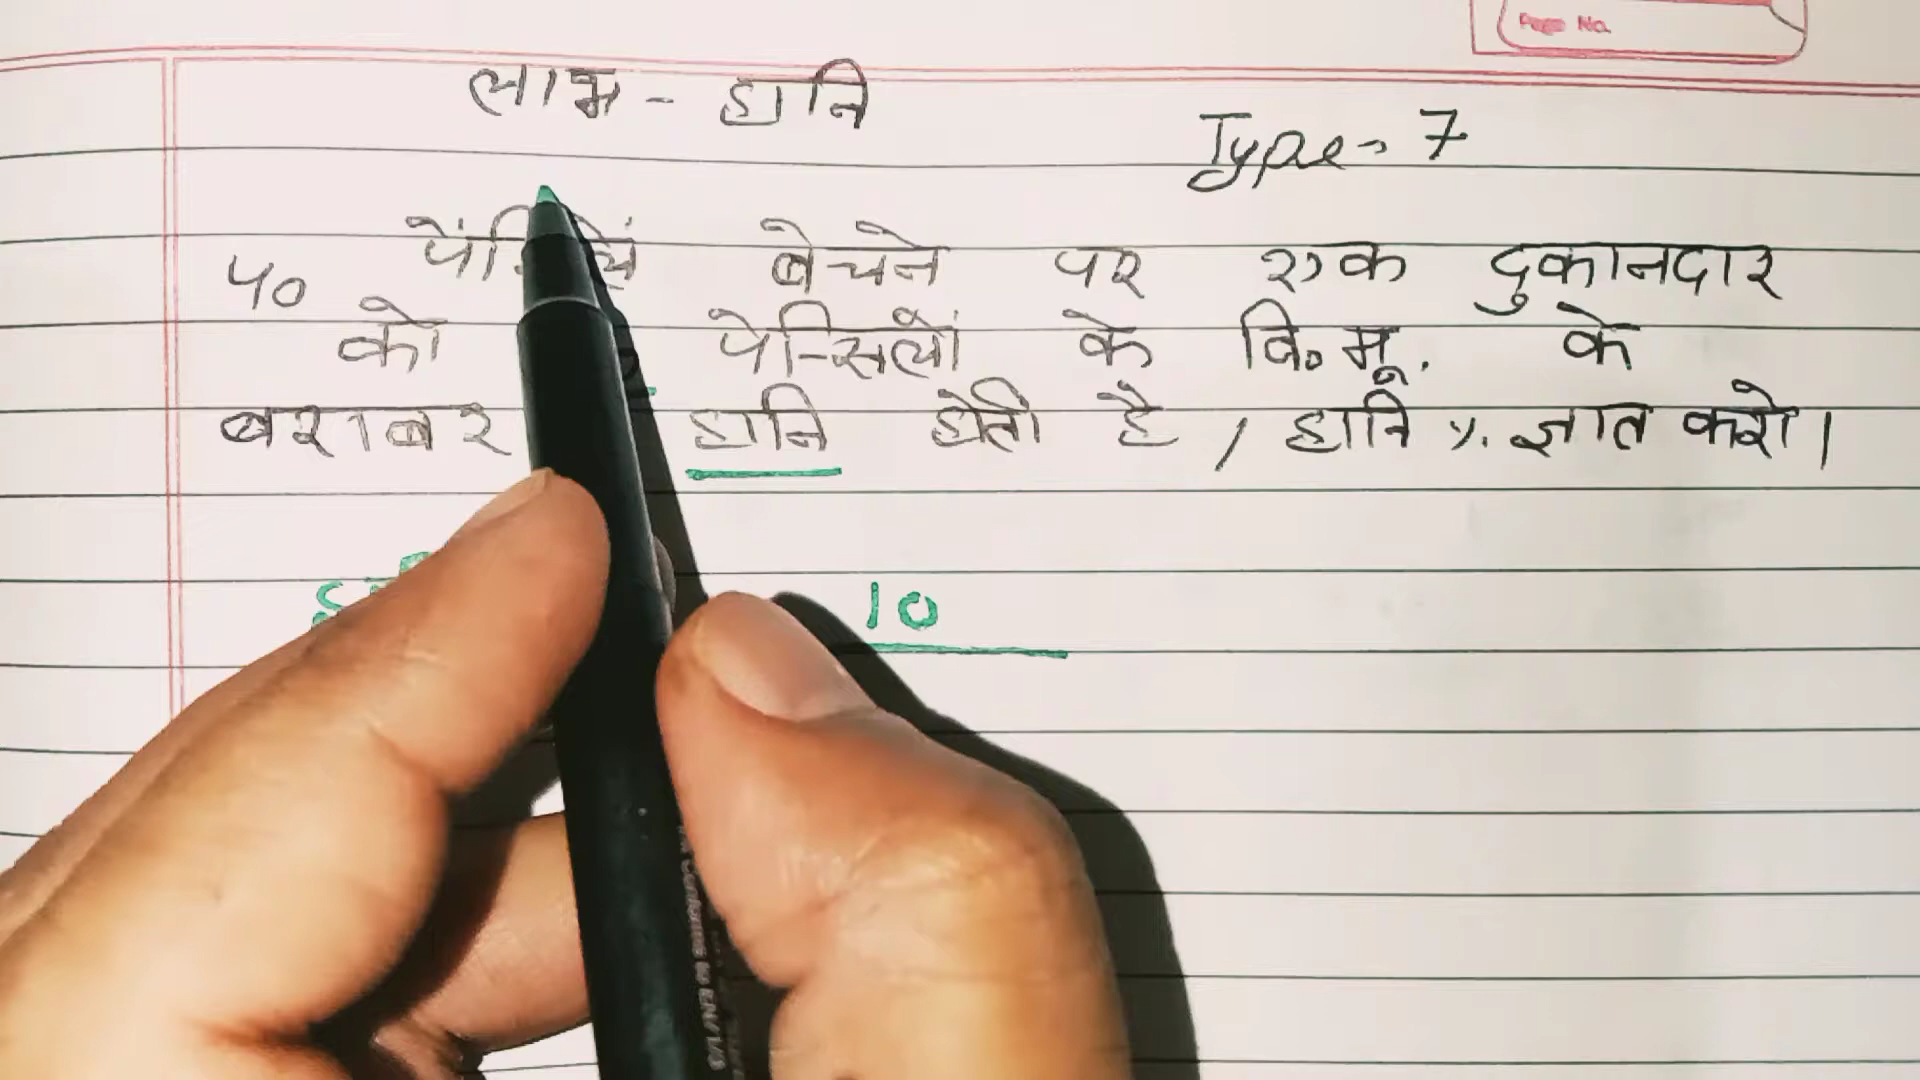 Page No.
लाभ - हानि
Type - 7
40 बेचने पर एक दुकानदार
को पेन्सिलों के वि. मू. के
बराबर हानि होती है, हानि % ज्ञात करो।
10